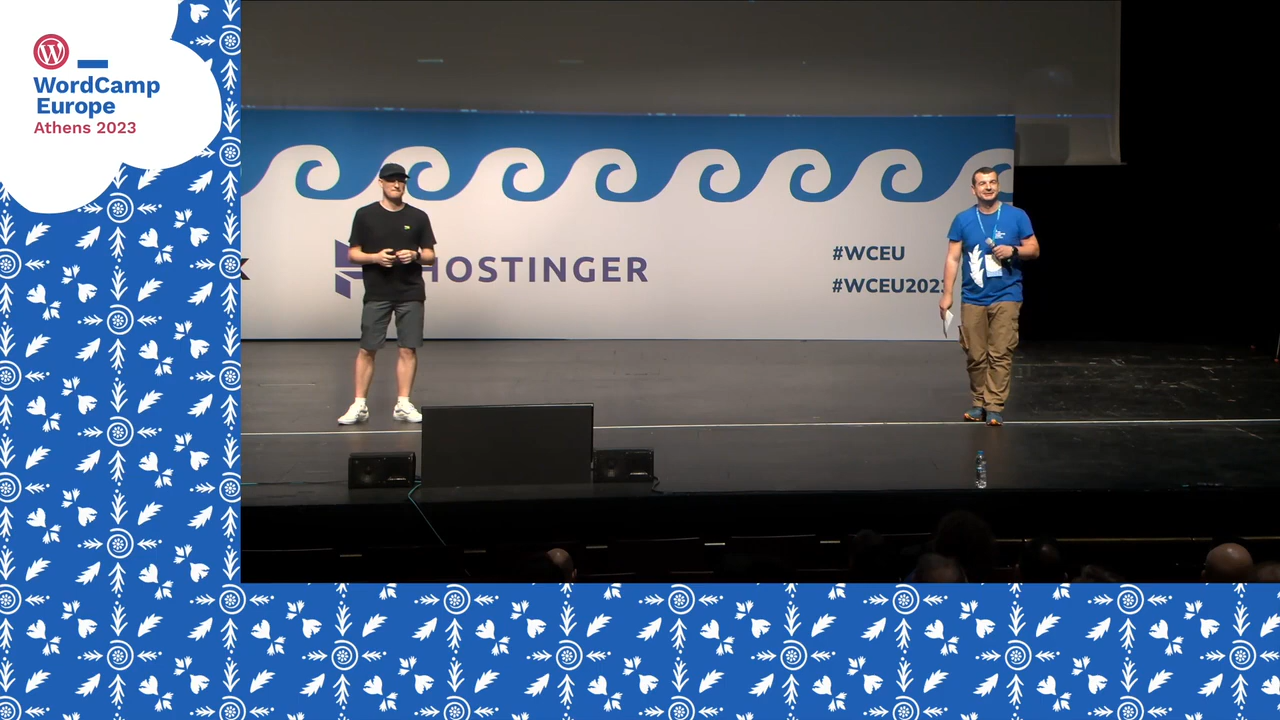 WordCamp
Europe
Athens 2023
HOSTINGER
#WCEU
#WCEU2023